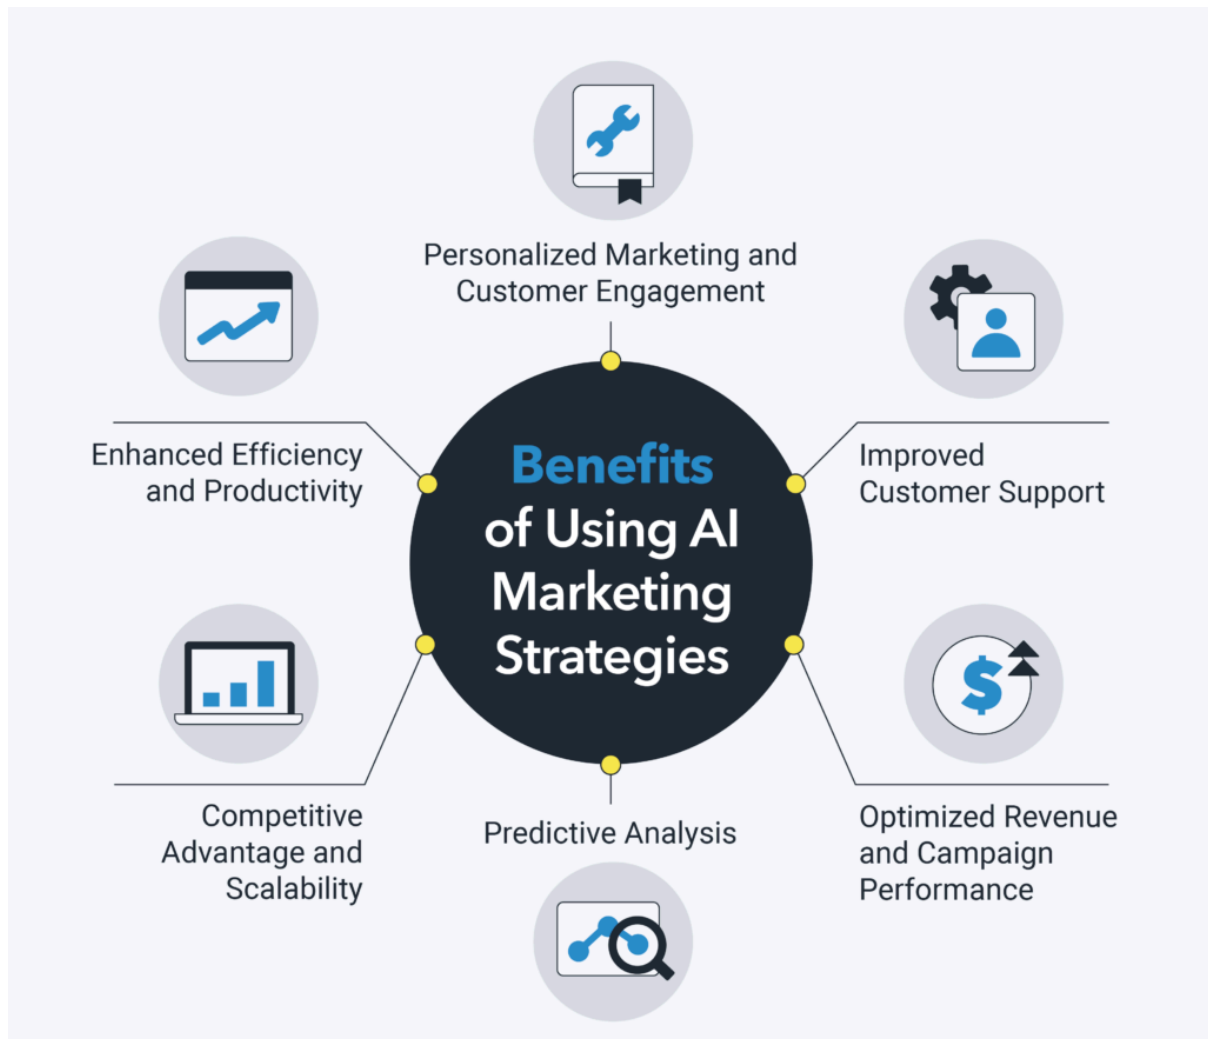 Personalized Marketing and
Customer Engagement
Enhanced Efficiency
and Productivity
Improved
Customer Support
Benefits
of Using AI
Marketing
Strategies
Competitive
Advantage and
Scalability
Predictive Analysis
Optimized Revenue
and Campaign
Performance
$